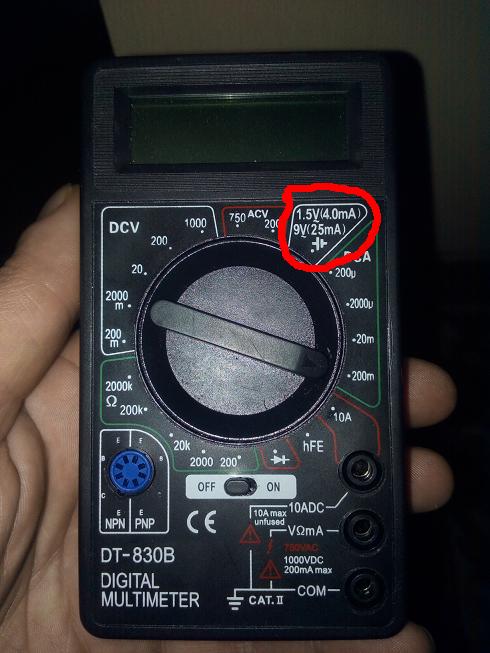 DCV
1000
200
20
2000
m
200
m
750 ACV
1.5V(4.0mA)
9V(25mA)
200μ
2000μ
20m
200m
10A
hFE
200
2000
20k
200k
Ω
2000k
OFF
ON
E
E
B
B
C
E
E
NPN
PNP
CE
10A max
unfused
10ADC
VΩmA
750VAC
1000VDC
200mA max
COM
CAT. II
DT-830B
DIGITAL
MULTIMETER